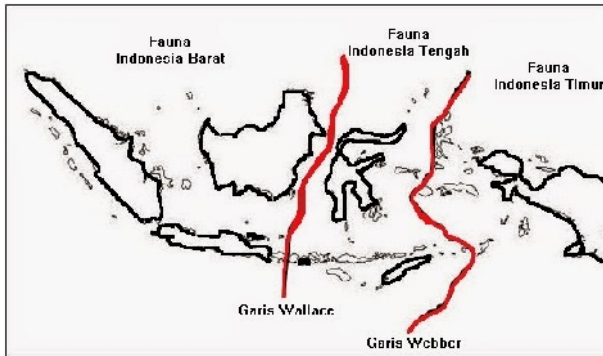 Fauna
Indonesia Barat
Fauna
Indonesia Tengah
Fauna
Indonesia Timur
Garis Wallace
Garis Webber